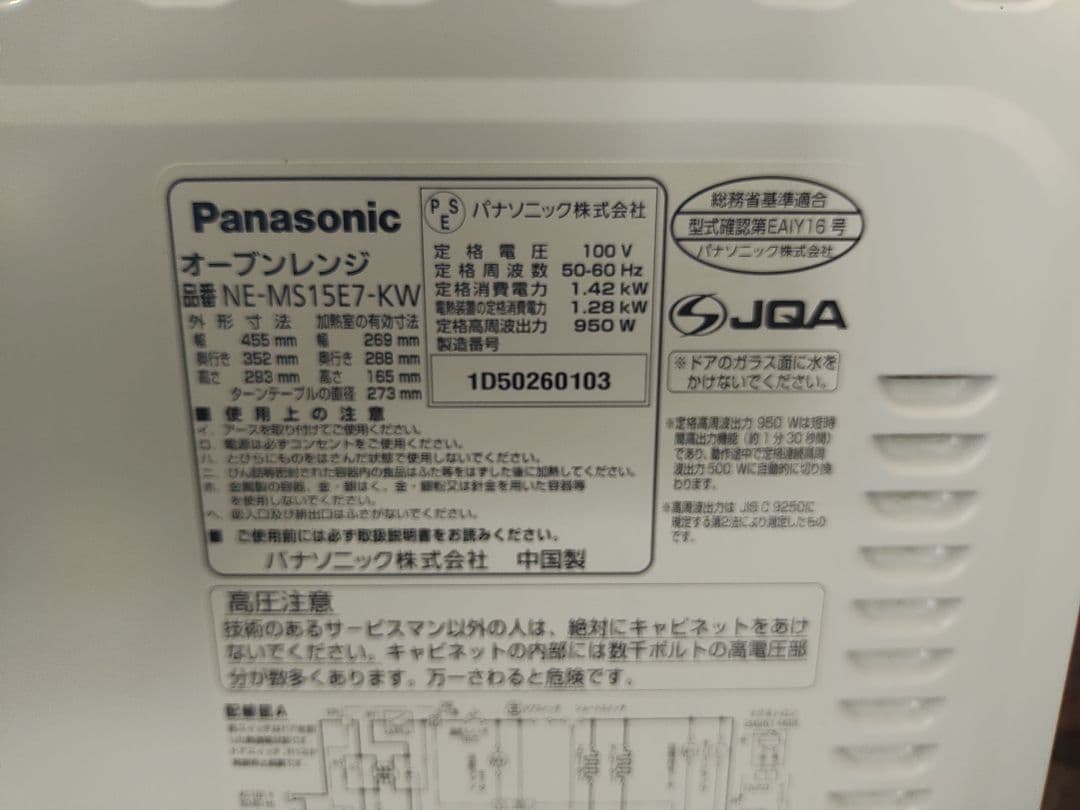 Panasonic
オーブンレンジ
品番 NE-MS15E7-KW
外形寸法 加熱室の有効寸法
幅 455 mm 幅 269 mm
奥行き 352 mm 奥行き 288 mm
高さ 293 mm 高さ 165 mm
ターンテーブルの直径 273 mm
PSE パナソニック株式会社
定格電圧 100 V
定格周波数 50-60 Hz
定格消費電力 1.42 kW
電熱装置の定格消費電力 1.28 kW
定格高周波出力 950 W
製造番号
1D50260103
■ 使用上の注意
イ. アースを取り付けてご使用ください。
ロ. 電源は必ずコンセントをご使用ください。
ハ. とびらにものをはさんだ状態で使用しないでください。
ニ. びん詰等密封された容器内の食品はふた等をはずした後に加熱してください。
ホ. 金属製の容器、金・銀はく、金・銀粉又は針金を用いた容器等
を使用しないでください。
ヘ. 吸入口及び排出口はふさがないでください。
■ ご使用前には必ず取扱説明書をお読みください。
パナソニック株式会社 中国製
総務省基準適合
型式確認第EAIY16号
パナソニック株式会社
JQA
※ドアのガラス面に水を
かけないでください。
※定格高周波出力 950 Wは短時
間高出力機能（約1分30秒間）
であり、動作途中で定格連続高周
波出力500 Wに自動的に切り換
わります。
※高周波出力は JIS C 9250に
規定する第2法により測定したもの
です。
高圧注意
技術のあるサービスマン以外の人は、絶対にキャビネットをあけ
ないでください。キャビネットの内部には数千ボルトの高電圧部
分が数多くあります。万一さわると危険です。
配線図A